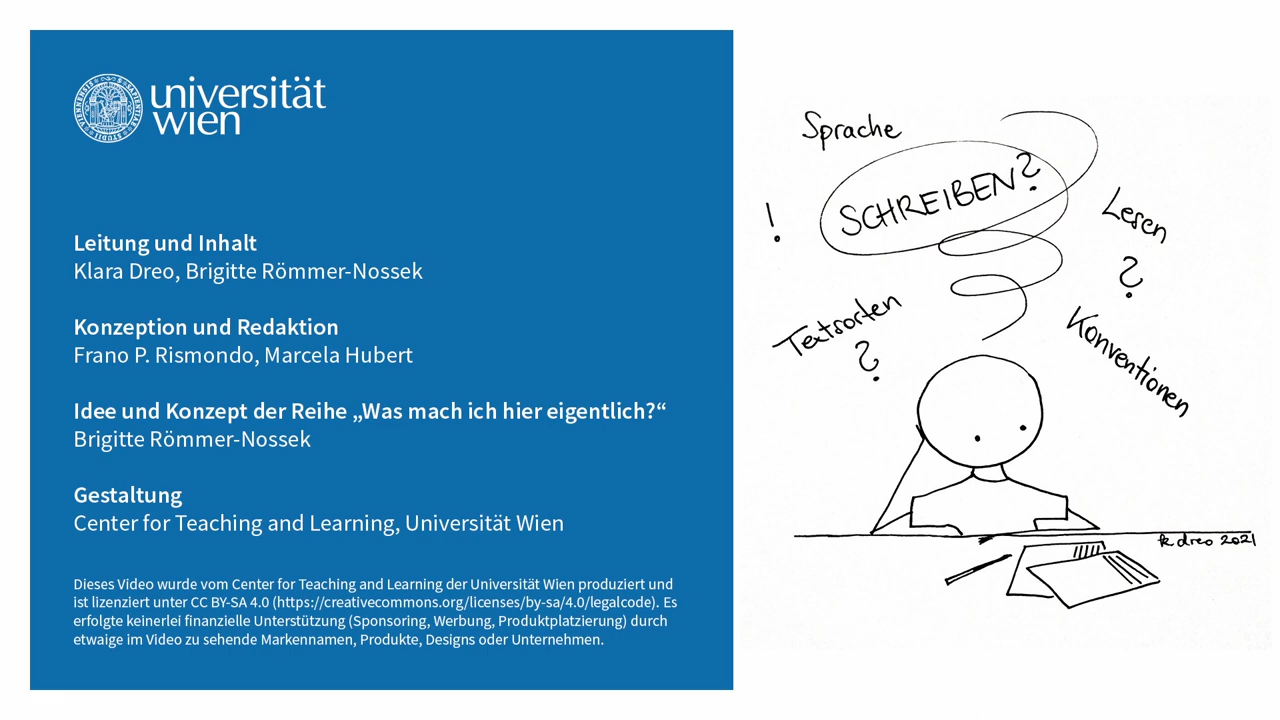 universität
wien
Leitung und Inhalt
Klara Dreo, Brigitte Römmer-Nossek
Konzeption und Redaktion
Frano P. Rismondo, Marcela Hubert
Idee und Konzept der Reihe „Was mach ich hier eigentlich?“
Brigitte Römmer-Nossek
Gestaltung
Center for Teaching and Learning, Universität Wien
Dieses Video wurde vom Center for Teaching and Learning der Universität Wien produziert und
ist lizenziert unter CC BY-SA 4.0 (https://creativecommons.org/licenses/by-sa/4.0/legalcode). Es
erfolgte keinerlei finanzielle Unterstützung (Sponsoring, Werbung, Produktplatzierung) durch
etwaige im Video zu sehende Markennamen, Produkte, Designs oder Unternehmen.
Sprache
SCHREIBEN?
!
Lesen
?
Textsorten
?
Konventionen
k dreo 2021